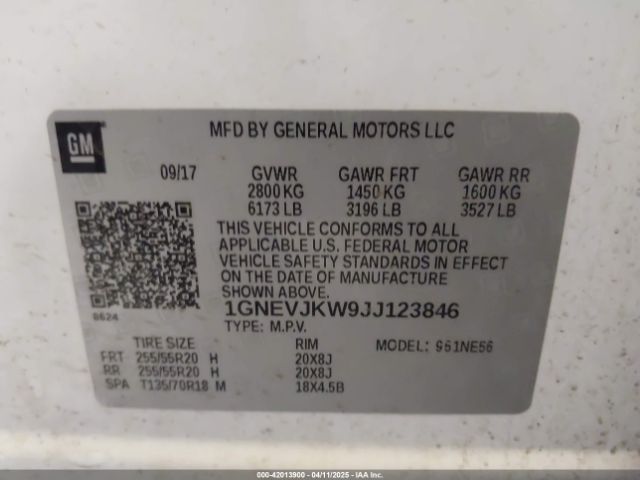 GM
MFD BY GENERAL MOTORS LLC
09/17 GVWR GAWR FRT GAWR RR
2800 KG 1450 KG 1600 KG
6173 LB 3196 LB 3527 LB
THIS VEHICLE CONFORMS TO ALL
APPLICABLE U.S. FEDERAL MOTOR
VEHICLE SAFETY STANDARDS IN EFFECT
ON THE DATE OF MANUFACTURE
SHOWN ABOVE.
8624 1GNEVJKW9JJ123846
TYPE: M.P.V.
TIRE SIZE RIM MODEL: 961NE56
FRT 255/55R20 H 20X8J
RR 255/55R20 H 20X8J
SPA T135/70R18 M 18X4.5B
000-42013900 - 04/11/2025 - IAA Inc.